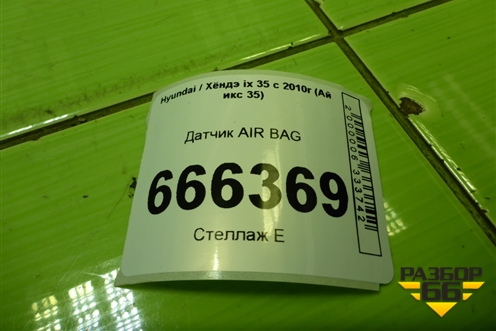 Hyundai / Хёндэ ix 35 с 2010г (Ай
икс 35)
Датчик AIR BAG
666369
Стеллаж Е
2000006333742
РАЗБОР
66